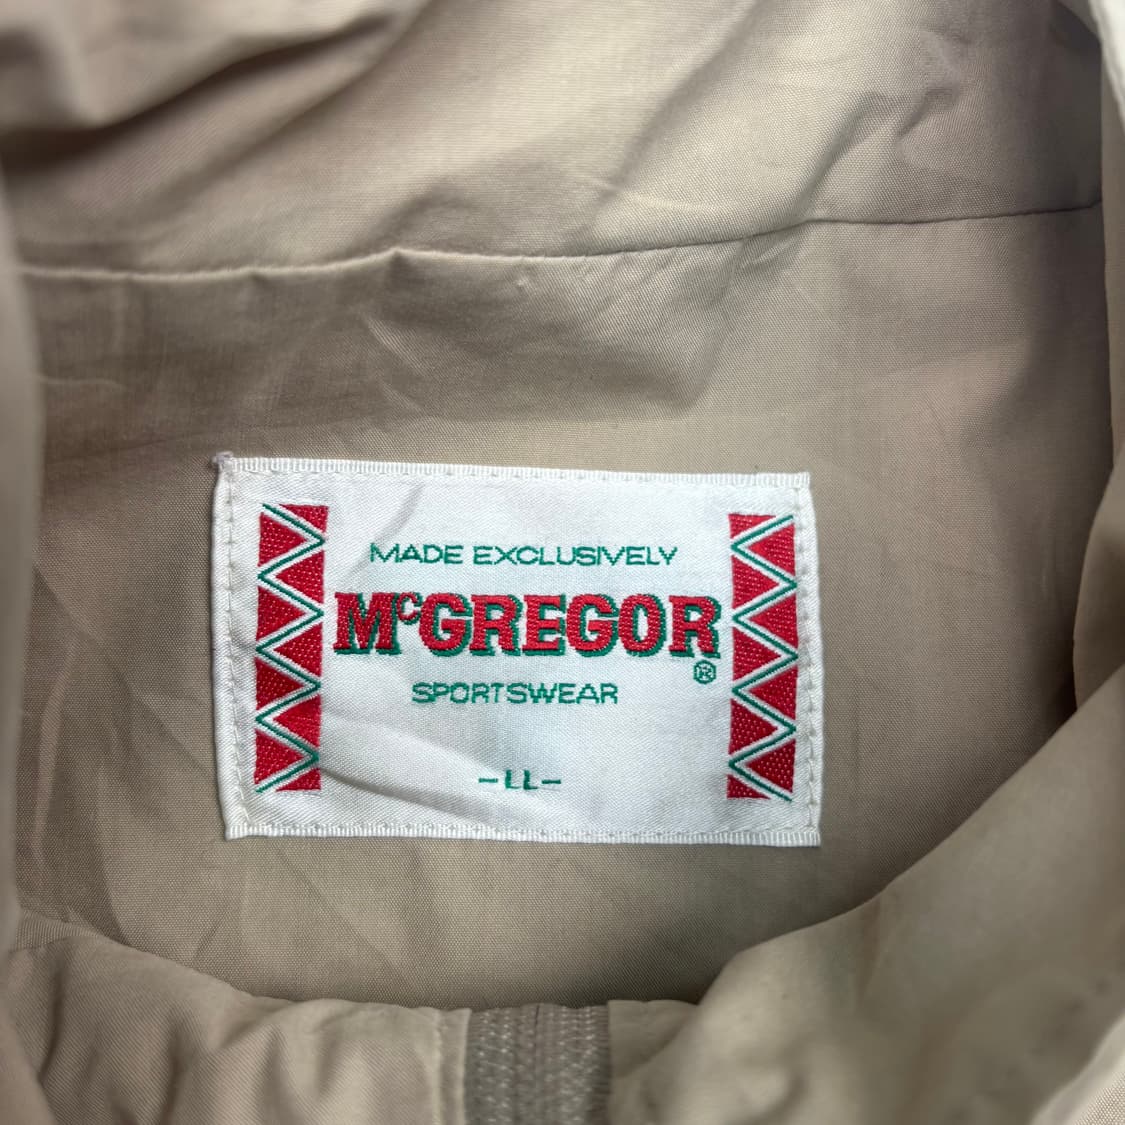 MADE EXCLUSIVELY
McGREGOR
®
SPORTSWEAR
-LL-